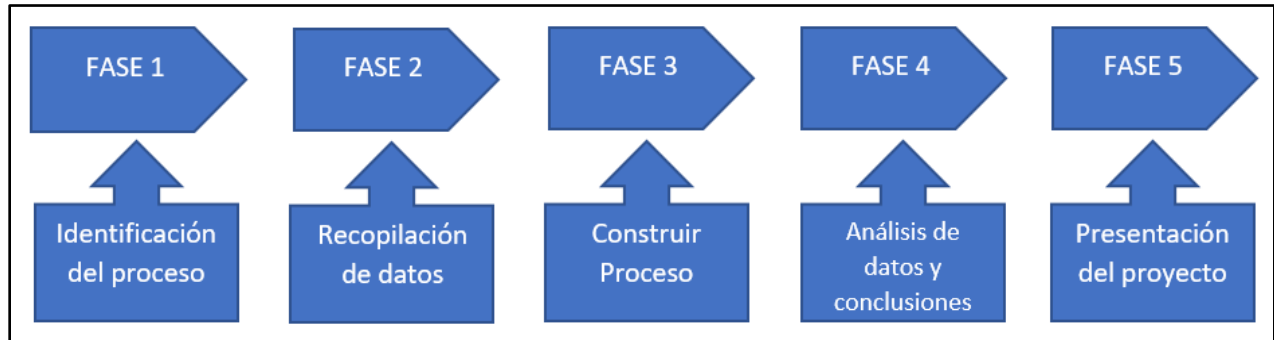 FASE 1
FASE 2
FASE 3
FASE 4
FASE 5
Identificación
del proceso
Recopilación
de datos
Construir
Proceso
Análisis de
datos y
conclusiones
Presentación
del proyecto